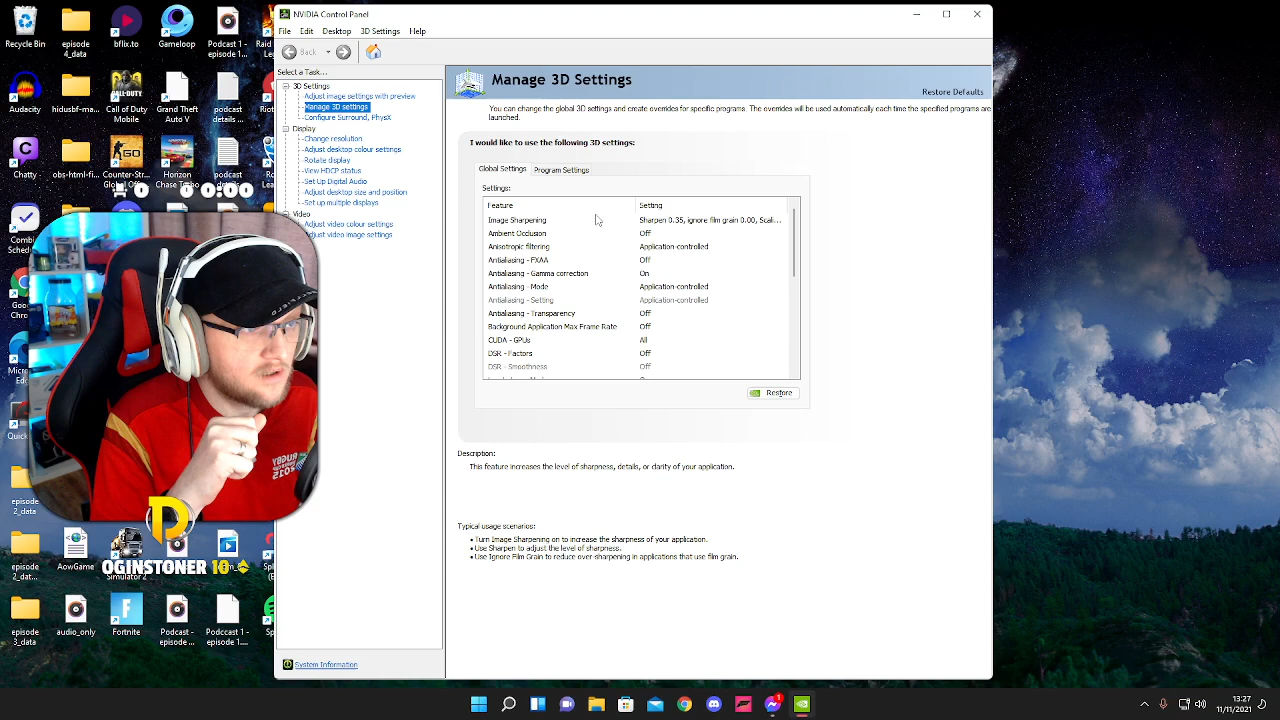 NVIDIA Control Panel
File Edit Desktop 3D Settings Help
Back
Select a Task...
3D Settings
Adjust image settings with preview
Manage 3D settings
Configure Surround, PhysX
Display
Change resolution
Adjust desktop colour settings
Rotate display
View HDCP status
Set Up Digital Audio
Adjust desktop size and position
Set up multiple displays
Video
Adjust video colour settings
Adjust video image settings
System Information
Manage 3D Settings
Restore Defaults
You can change the global 3D settings and create overrides for specific programs. The overrides will be used automatically each time the specified programs are
launched.
I would like to use the following 3D settings:
Global Settings Program Settings
Settings:
Feature Setting
Image Sharpening Sharpen 0.35, ignore film grain 0.00, Scali...
Ambient Occlusion Off
Anisotropic filtering Application-controlled
Antialiasing - FXAA Off
Antialiasing - Gamma correction On
Antialiasing - Mode Application-controlled
Antialiasing - Setting Application-controlled
Antialiasing - Transparency Off
Background Application Max Frame Rate Off
CUDA - GPUs All
DSR - Factors Off
DSR - Smoothness Off
Restore
Description:
This feature increases the level of sharpness, details, or clarity of your application.
Typical usage scenarios:
• Turn Image Sharpening on to increase the sharpness of your application.
• Use Sharpen to adjust the level of sharpness.
• Use Ignore Film Grain to reduce over-sharpening in applications that use film grain.
Recycle Bin
episode
4_data
bflix.to
Gameloop
Podcast 1 -
episode 1...
Audacity
Call of
Duty
Grand Theft
Auto V
podcast
Counter-Str
Global Offe
Quick
2_data
RUGBY
2015
OGINSTONER 10
AnyGame
episode
3_data
audio_only
Fortnite
Podcast -
episode 1...
Podcast 1 -
episode 1....
1
13:27
11/11/2021